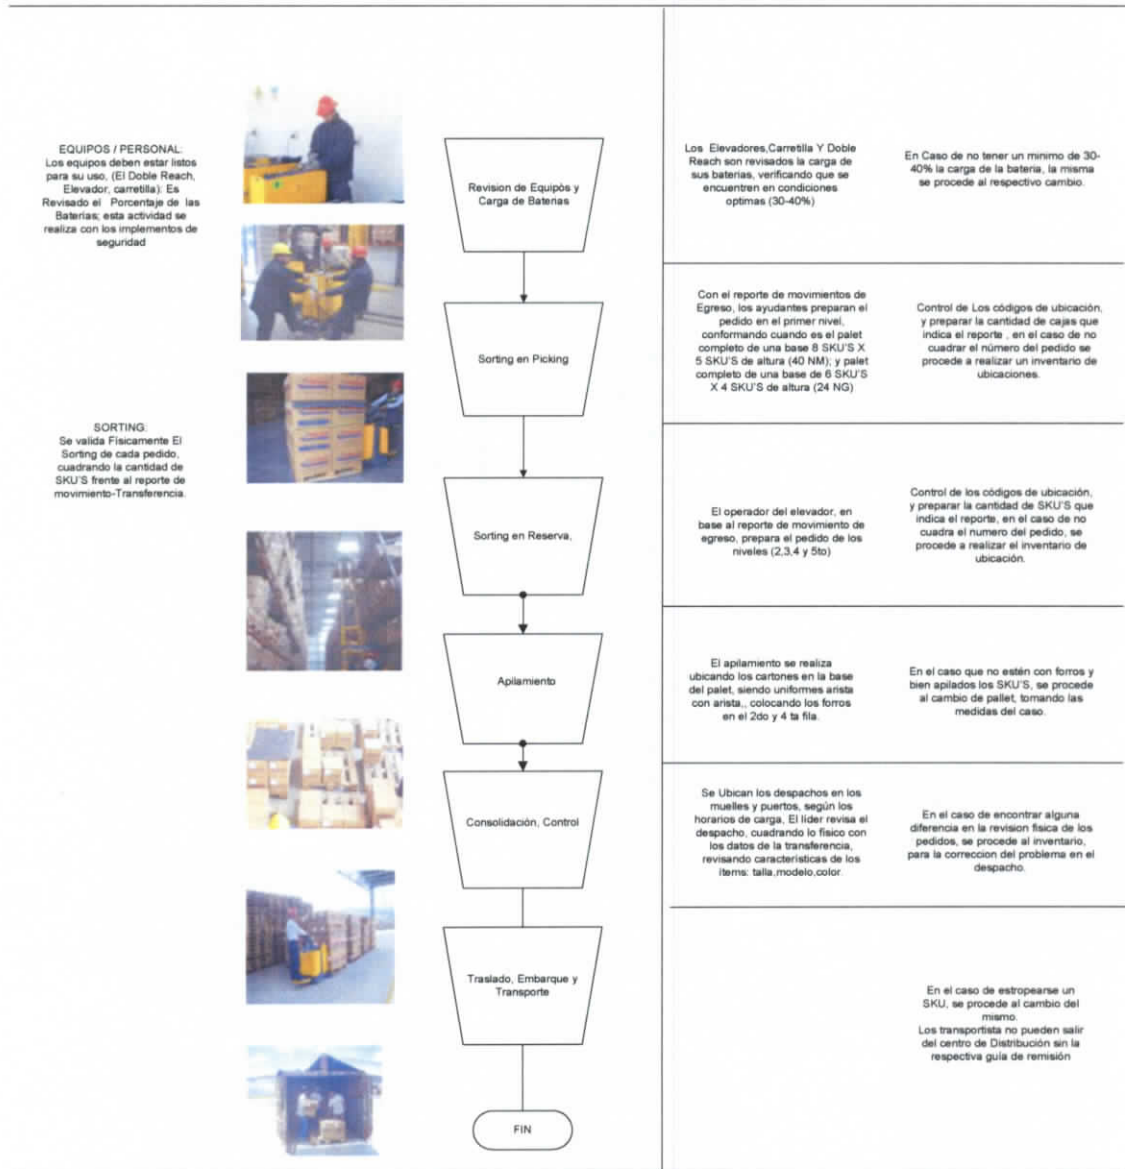 EQUIPOS / PERSONAL:
Los equipos deben estar listos
para su uso, (El Doble Reach,
Elevador, carretilla): Es
Revisado el Porcentaje de las
Baterías; esta actividad se
realiza con los implementos de
seguridad
Revision de Equipòs y
Carga de Baterias
Los Elevadores,Carretilla Y Doble
Reach son revisados la carga de
sus baterias, verificando que se
encuentren en condiciones
optimas (30-40%)
En Caso de no tener un minimo de 30-
40% la carga de la bateria, la misma
se procede al respectivo cambio.
Sorting en Picking
Con el reporte de movimientos de
Egreso, los ayudantes preparan el
pedido en el primer nivel,
conformando cuando es el palet
completo de una base 8 SKU'S X
5 SKU'S de altura (40 NM); y palet
completo de una base de 6 SKU'S
X 4 SKU'S de altura (24 NG)
Control de Los códigos de ubicación,
y preparar la cantidad de cajas que
indica el reporte , en el caso de no
cuadrar el número del pedido se
procede a realizar un inventario de
ubicaciones.
SORTING:
Se valida Físicamente El
Sorting de cada pedido,
cuadrando la cantidad de
SKU'S frente al reporte de
movimiento-Transferencia.
Sorting en Reserva,
El operador del elevador, en
base al reporte de movimiento de
egreso, prepara el pedido de los
niveles (2,3,4 y 5to)
Control de los códigos de ubicación,
y preparar la cantidad de SKU'S que
indica el reporte, en el caso de no
cuadra el numero del pedido, se
procede a realizar el inventario de
ubicación.
Apilamiento
El apilamiento se realiza
ubicando los cartones en la base
del palet, siendo uniformes arista
con arista,, colocando los forros
en el 2do y 4 ta fila.
En el caso que no estén con forros y
bien apilados los SKU'S, se procede
al cambio de pallet, tomando las
medidas del caso.
Consolidación, Control
Se Ubican los despachos en los
muelles y puertos, según los
horarios de carga, El líder revisa el
despacho, cuadrando lo físico con
los datos de la transferencia,
revisando características de los
ítems: talla,modelo,color.
En el caso de encontrar alguna
diferencia en la revision fisica de los
pedidos, se procede al inventario,
para la correccion del problema en el
despacho.
Traslado, Embarque y
Transporte
En el caso de estropearse un
SKU, se procede al cambio del
mismo.
Los transportista no pueden salir
del centro de Distribución sin la
respectiva guía de remisión
FIN